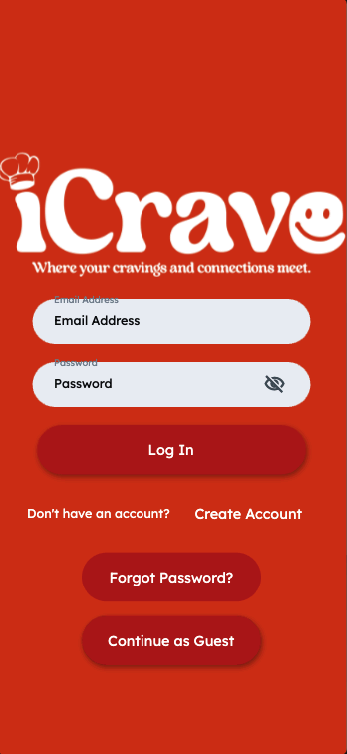 iCrave
Where your cravings and connections meet.
Email Address
Email Address
Password
Password
Log In
Don't have an account? Create Account
Forgot Password?
Continue as Guest